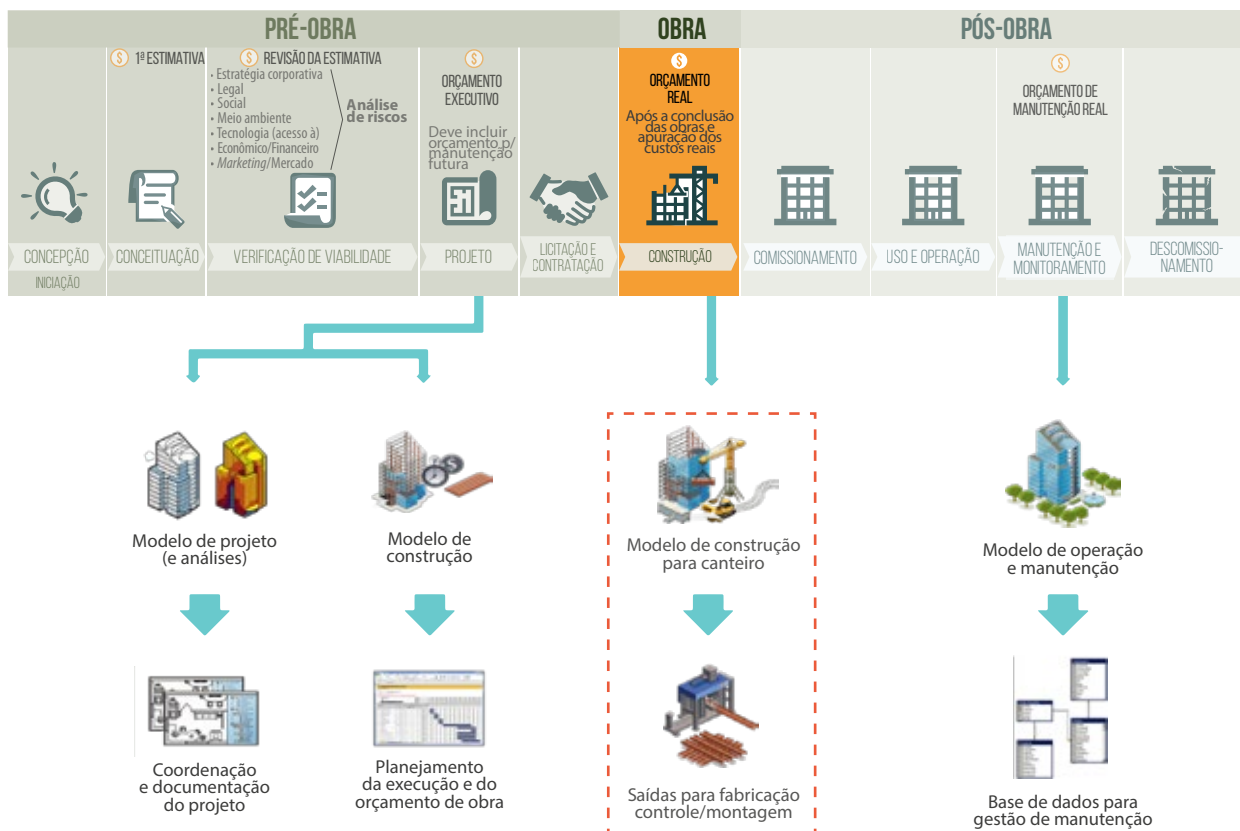 PRÉ-OBRA
OBRA
PÓS-OBRA
$ 1ª ESTIMATIVA
$ REVISÃO DA ESTIMATIVA
• Estratégia corporativa
• Legal
• Social
• Meio ambiente
• Tecnologia (acesso à)
• Econômico/Financeiro
• Marketing/Mercado
Análise
de riscos
$
ORÇAMENTO
EXECUTIVO
Deve incluir
orçamento p/
manutenção
futura
$
ORÇAMENTO
REAL
Após a conclusão
das obras e
apuração dos
custos reais
$
ORÇAMENTO DE
MANUTENÇÃO REAL
CONCEPÇÃO
INICIAÇÃO
CONCEITUAÇÃO
VERIFICAÇÃO DE VIABILIDADE
PROJETO
LICITAÇÃO E
CONTRATAÇÃO
CONSTRUÇÃO
COMISSIONAMENTO
USO E OPERAÇÃO
MANUTENÇÃO E
MONITORAMENTO
DESCOMISSIO-
NAMENTO
Modelo de projeto
(e análises)
Modelo de
construção
Modelo de construção
para canteiro
Modelo de operação
e manutenção
Coordenação
e documentação
do projeto
Planejamento
da execução e do
orçamento de obra
Saídas para fabricação
controle/montagem
Base de dados para
gestão de manutenção